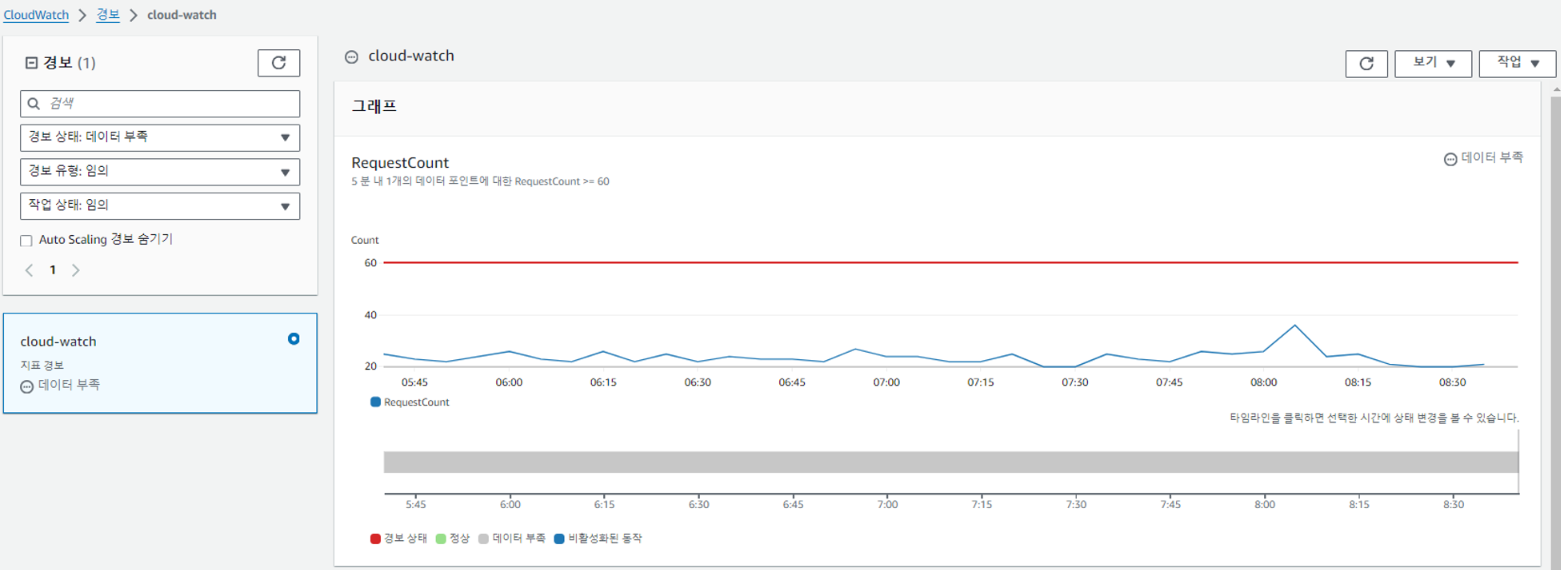 CloudWatch > 경보 > cloud-watch
경보 (1)
검색
경보 상태: 데이터 부족
경보 유형: 임의
작업 상태: 임의
Auto Scaling 경보 숨기기
1
cloud-watch
지표 경보
데이터 부족
cloud-watch
보기
작업
그래프
RequestCount
데이터 부족
5 분 내 1개의 데이터 포인트에 대한 RequestCount >= 60
Count
60
40
20
05:45 06:00 06:15 06:30 06:45 07:00 07:15 07:30 07:45 08:00 08:15 08:30
RequestCount
타임라인을 클릭하면 선택한 시간에 상태 변경을 볼 수 있습니다.
5:45 6:00 6:15 6:30 6:45 7:00 7:15 7:30 7:45 8:00 8:15 8:30
경보 상태 정상 데이터 부족 비활성화된 동작